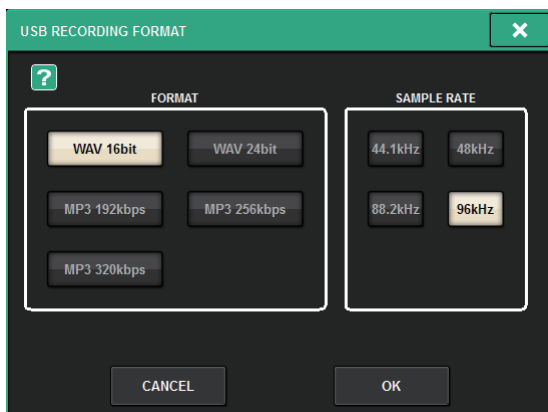 USB RECORDING FORMAT
?
FORMAT
SAMPLE RATE
WAV 16bit
WAV 24bit
44.1kHz
48kHz
MP3 192kbps
MP3 256kbps
88.2kHz
96kHz
MP3 320kbps
CANCEL
OK